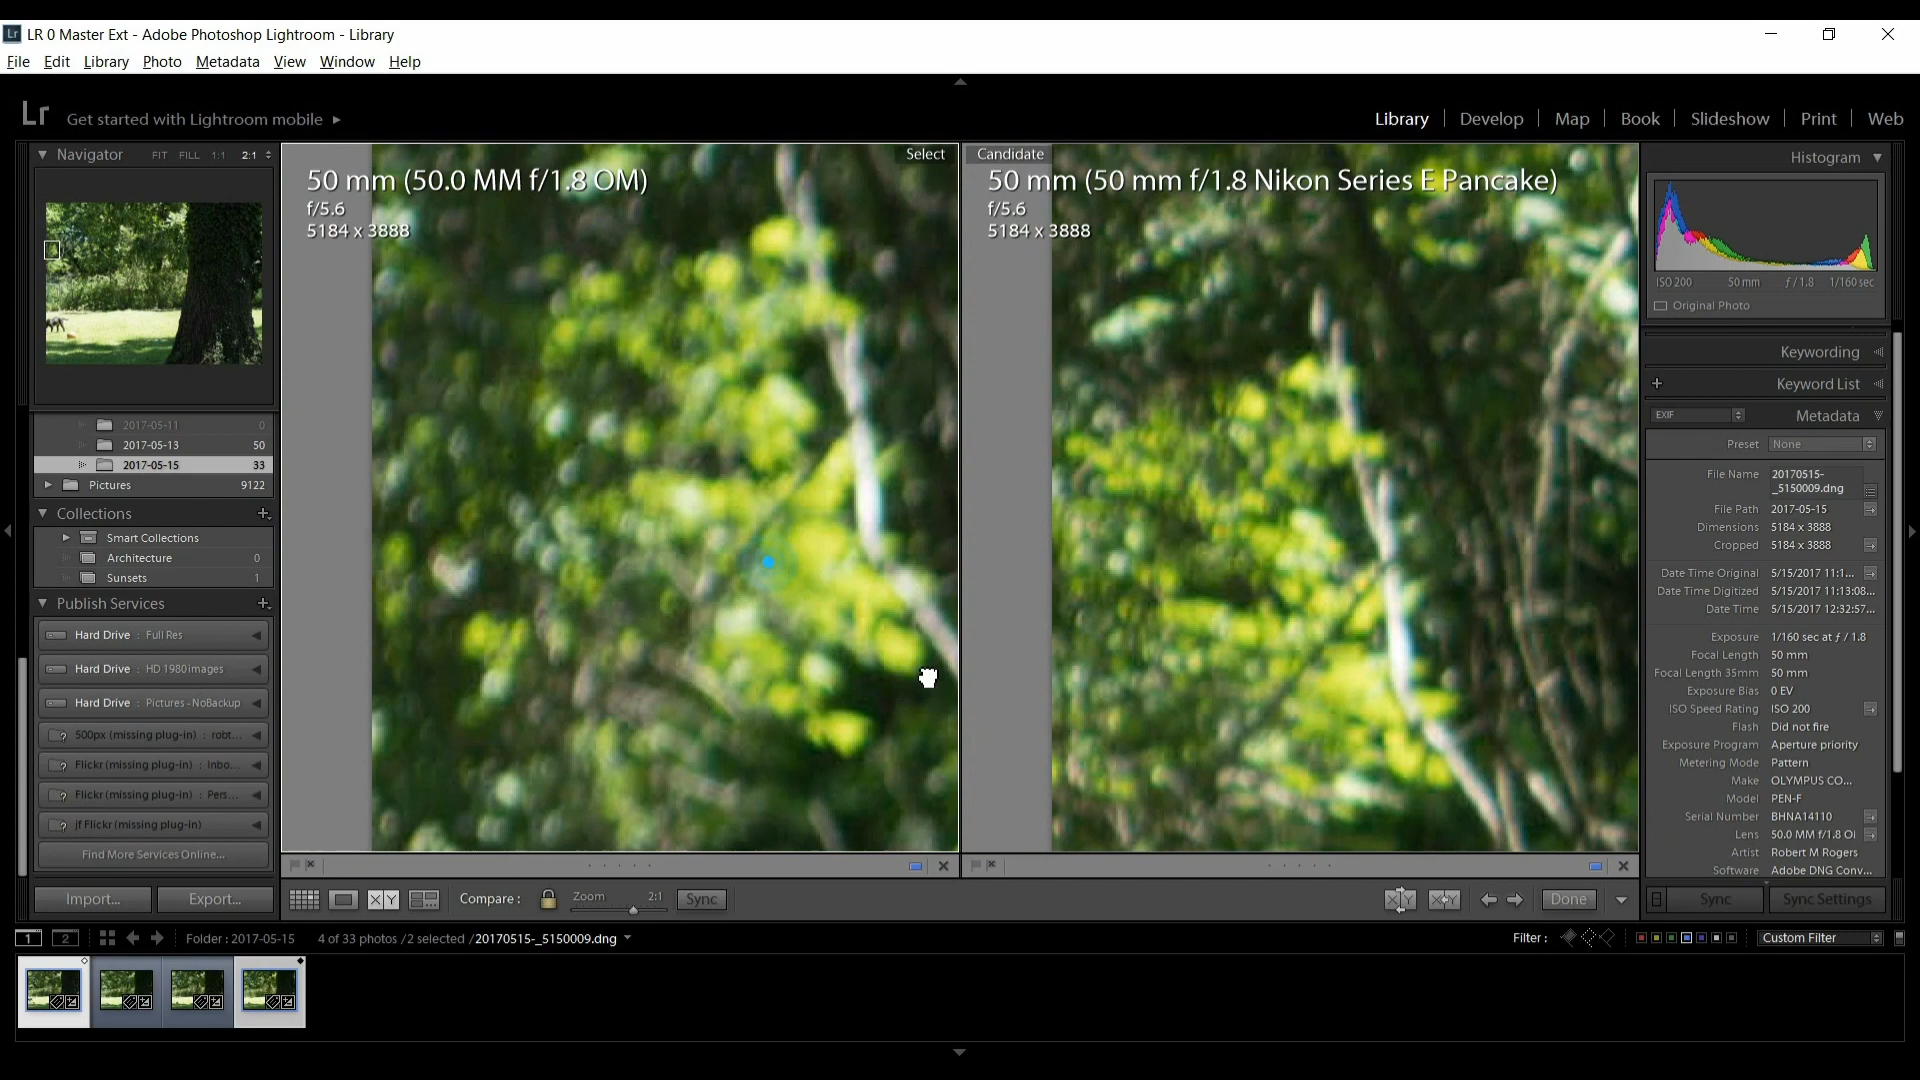 LR 0 Master Ext - Adobe Photoshop Lightroom - Library
File Edit Library Photo Metadata View Window Help
Lr Get started with Lightroom mobile
Library Develop Map Book Slideshow Print Web
Navigator FIT FILL 1:1 2:1
2017-05-11 0
2017-05-13 50
2017-05-15 33
Pictures 9122
Collections
Smart Collections
Architecture 0
Sunsets 1
Publish Services
Hard Drive : Full Res
Hard Drive : HD 1980 images
Hard Drive : Pictures - NoBackup
500px (missing plug-in) : robt...
Flickr (missing plug-in) : Inbo...
Flickr (missing plug-in) : Pers...
jf Flickr (missing plug-in)
Find More Services Online...
Import... Export...
Select
50 mm (50.0 MM f/1.8 OM)
f/5.6
5184 x 3888
Candidate
50 mm (50 mm f/1.8 Nikon Series E Pancake)
f/5.6
5184 x 3888
Histogram
ISO 200 50 mm f / 1.8 1/160 sec
Original Photo
Keywording
Keyword List
EXIF Metadata
Preset None
File Name 20170515-
_5150009.dng
File Path 2017-05-15
Dimensions 5184 x 3888
Cropped 5184 x 3888
Date Time Original 5/15/2017 11:1...
Date Time Digitized 5/15/2017 11:13:08...
Date Time 5/15/2017 12:32:57...
Exposure 1/160 sec at f / 1.8
Focal Length 50 mm
Focal Length 35mm 50 mm
Exposure Bias 0 EV
ISO Speed Rating ISO 200
Flash Did not fire
Exposure Program Aperture priority
Metering Mode Pattern
Make OLYMPUS CO...
Model PEN-F
Serial Number BHNA14110
Lens 50.0 MM f/1.8 O
Artist Robert M Rogers
Software Adobe DNG Conv...
XY Compare : Zoom 2:1 Sync
XY XY Done
Sync Sync Settings
1 2 Folder : 2017-05-15 4 of 33 photos / 2 selected / 20170515-_5150009.dng
Filter : Custom Filter